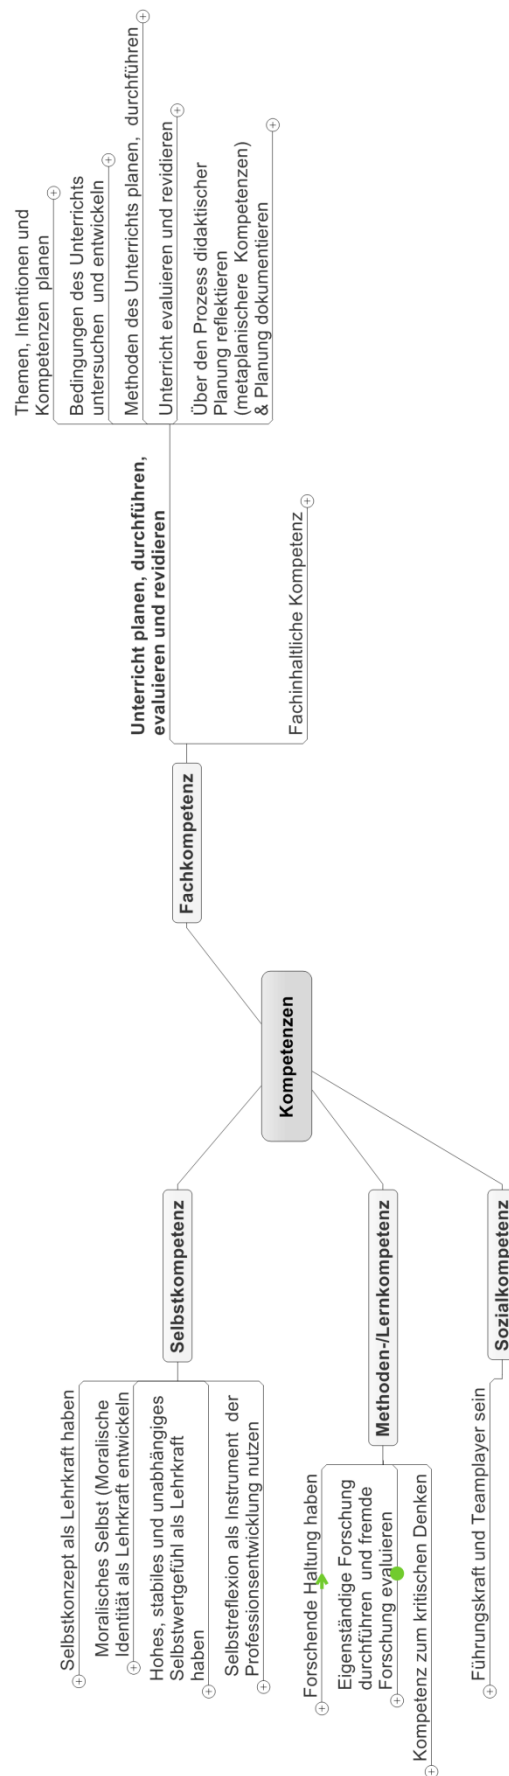 Kompetenzen
Fachkompetenz
Unterricht planen, durchführen,
evaluieren und revidieren
Themen, Intentionen und
Kompetenzen planen
Bedingungen des Unterrichts
untersuchen und entwickeln
Methoden des Unterrichts planen, durchführen
Unterricht evaluieren und revidieren
Über den Prozess didaktischer
Planung reflektieren
(metaplanischere Kompetenzen)
& Planung dokumentieren
Fachinhaltliche Kompetenz
Selbstkompetenz
Selbstkonzept als Lehrkraft haben
Moralisches Selbst (Moralische
Identität als Lehrkraft entwickeln
Hohes, stabiles und unabhängiges
Selbstwertgefühl als Lehrkraft
haben
Selbstreflexion als Instrument der
Professionsentwicklung nutzen
Methoden-/Lernkompetenz
Forschende Haltung haben
Eigenständige Forschung
durchführen und fremde
Forschung evaluieren
Kompetenz zum kritischen Denken
Sozialkompetenz
Führungskraft und Teamplayer sein